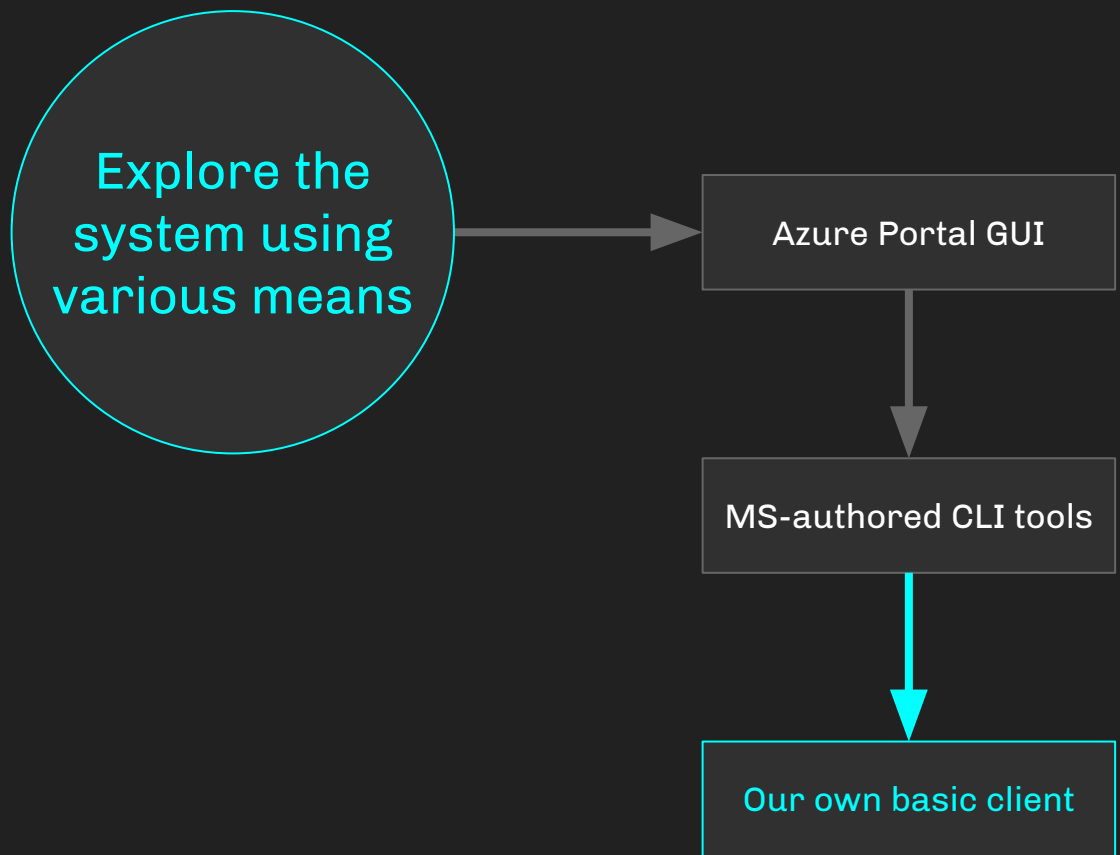 Explore the
system using
various means
Azure Portal GUI
MS-authored CLI tools
Our own basic client